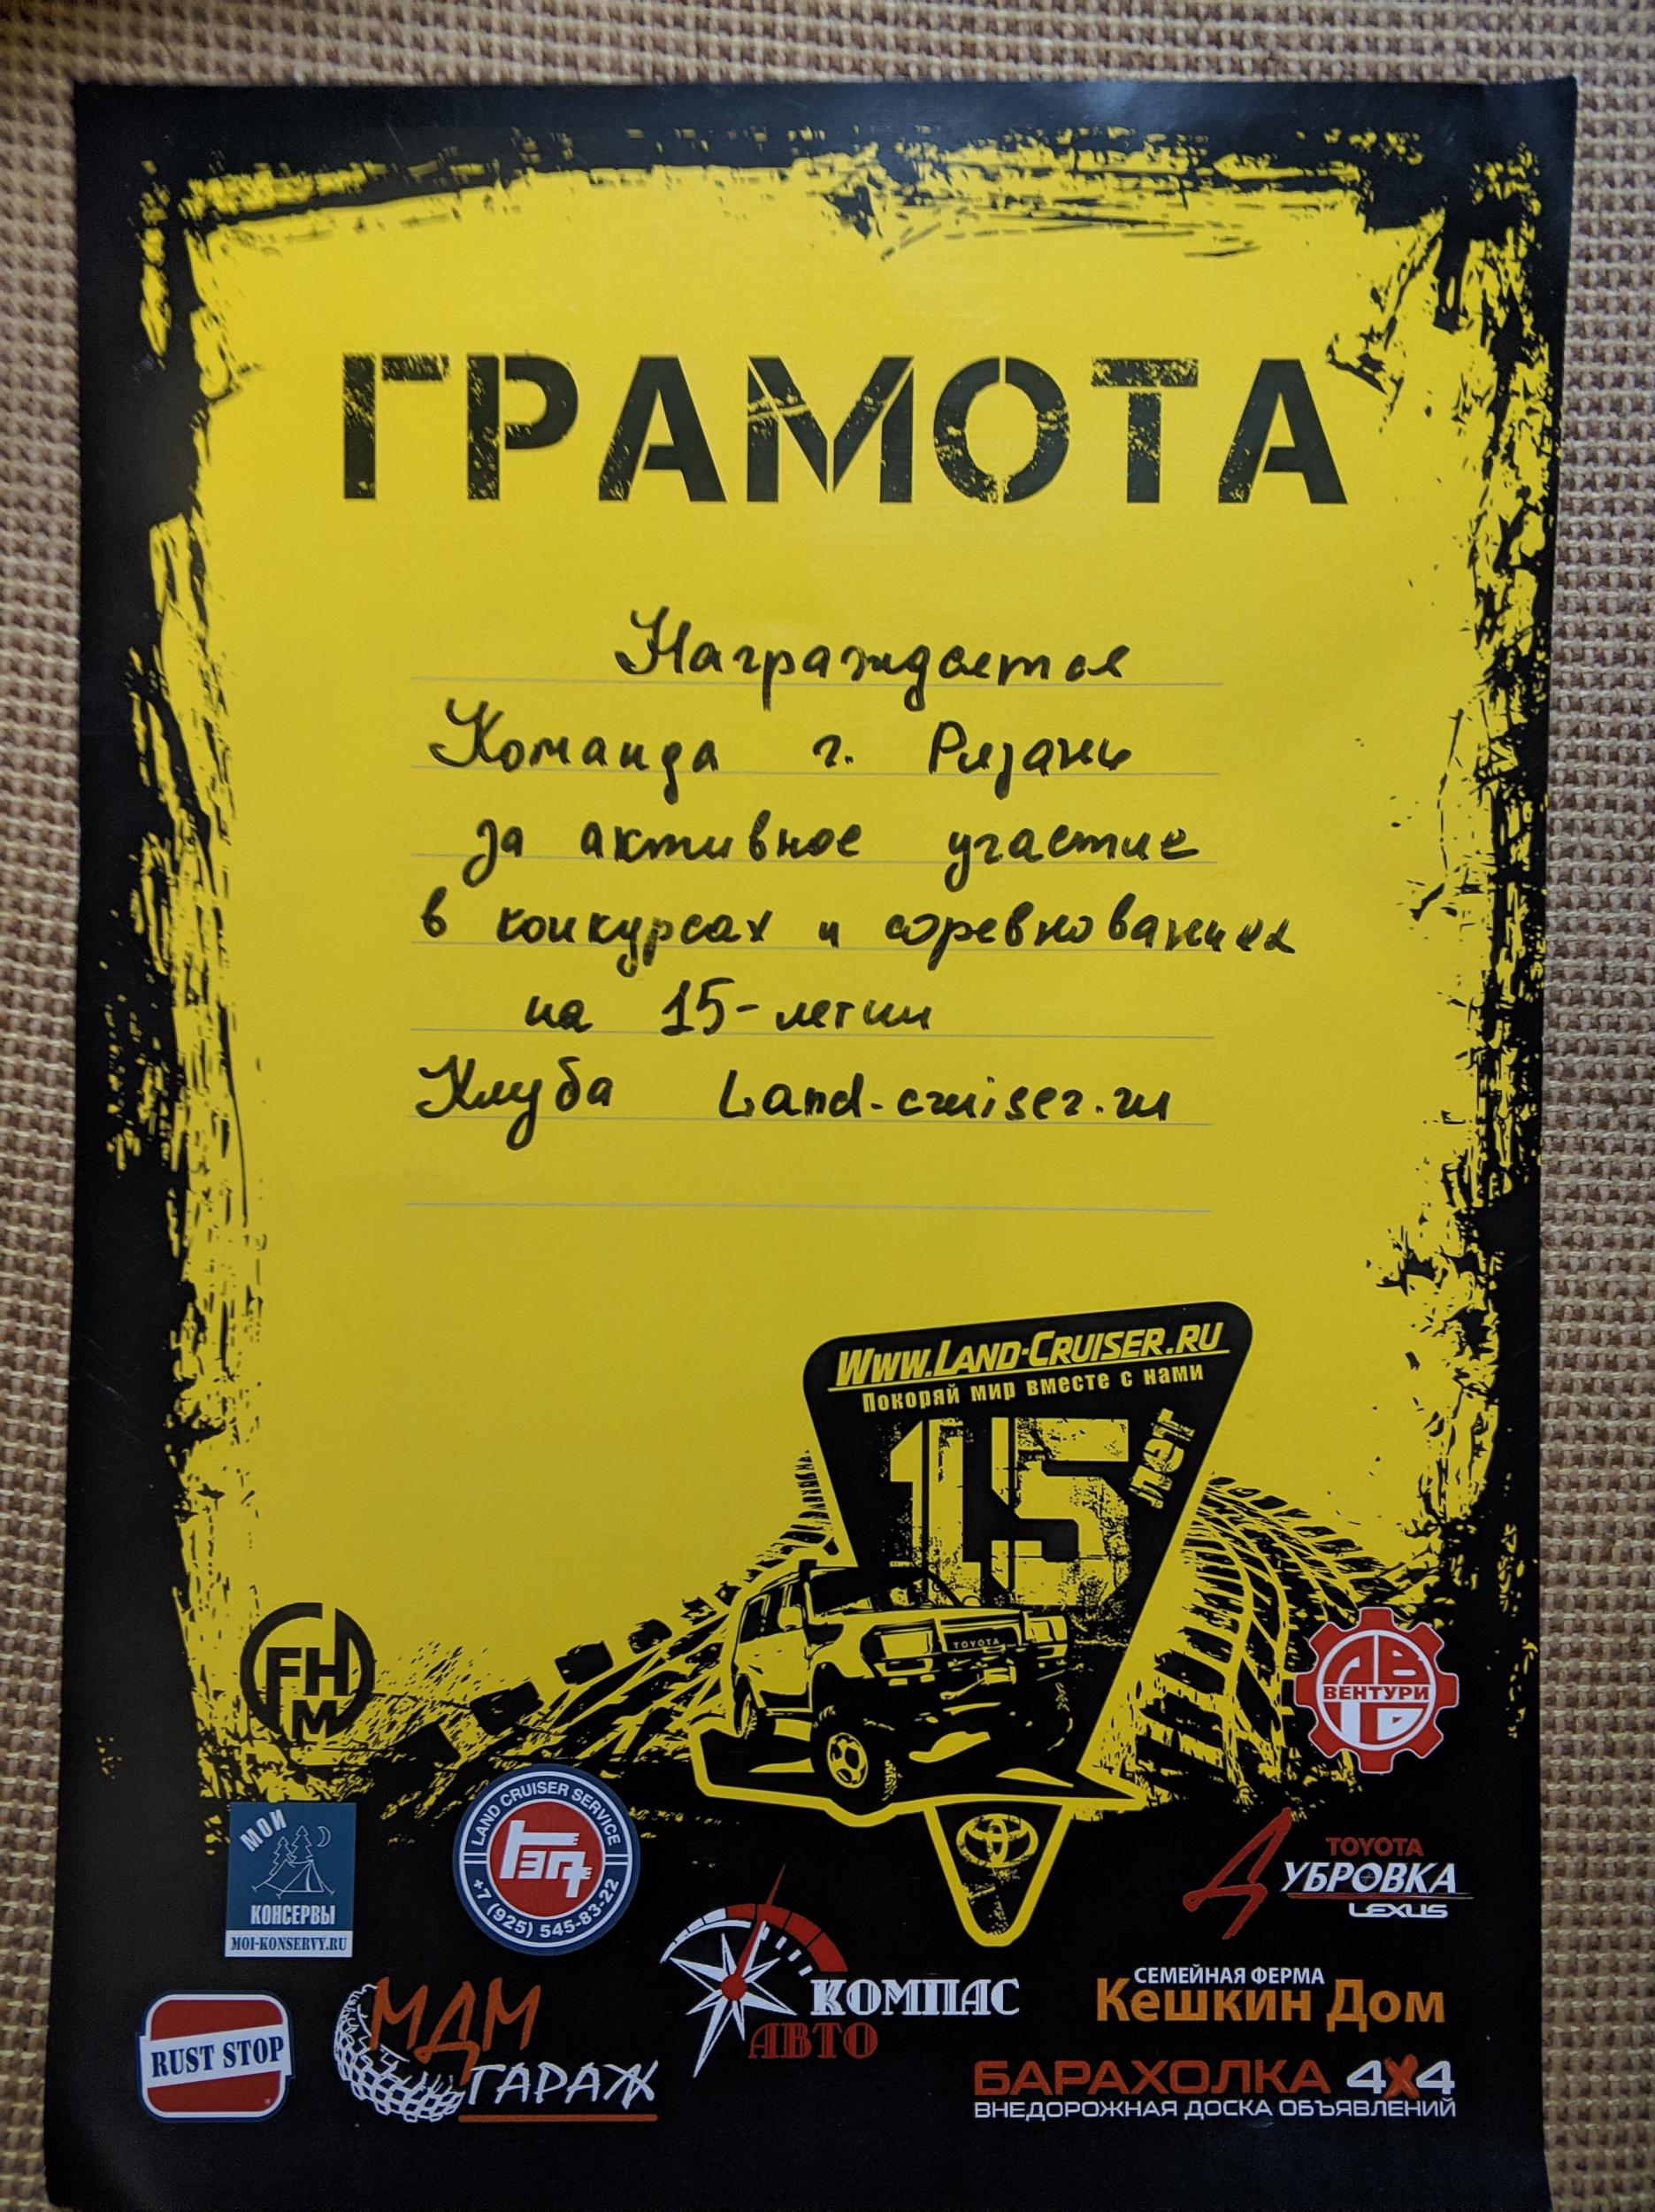 ГРАМОТА
Награждается
Команда г. Рязань
за активное участие
в конкурсах и соревнованиях
на 15-летии
Клуба Land-cruiser.ru
WWW.LAND-CRUISER.RU
Покоряй мир вместе с нами
15 лет
TOYOTA
FHM
АВ
ВЕНТУРИ
МОИ
КОНСЕРВЫ
MOI-KONSERVY.RU
LAND CRUISER SERVICE
ТЭQ
+7 (925) 545-83-22
TOYOTA
ДУБРОВКА
LEXUS
КОМПАС
АВТО
СЕМЕЙНАЯ ФЕРМА
Кешкин Дом
RUST STOP
МДМ
ГАРАЖ
БАРАХОЛКА 4X4
ВНЕДОРОЖНАЯ ДОСКА ОБЪЯВЛЕНИЙ